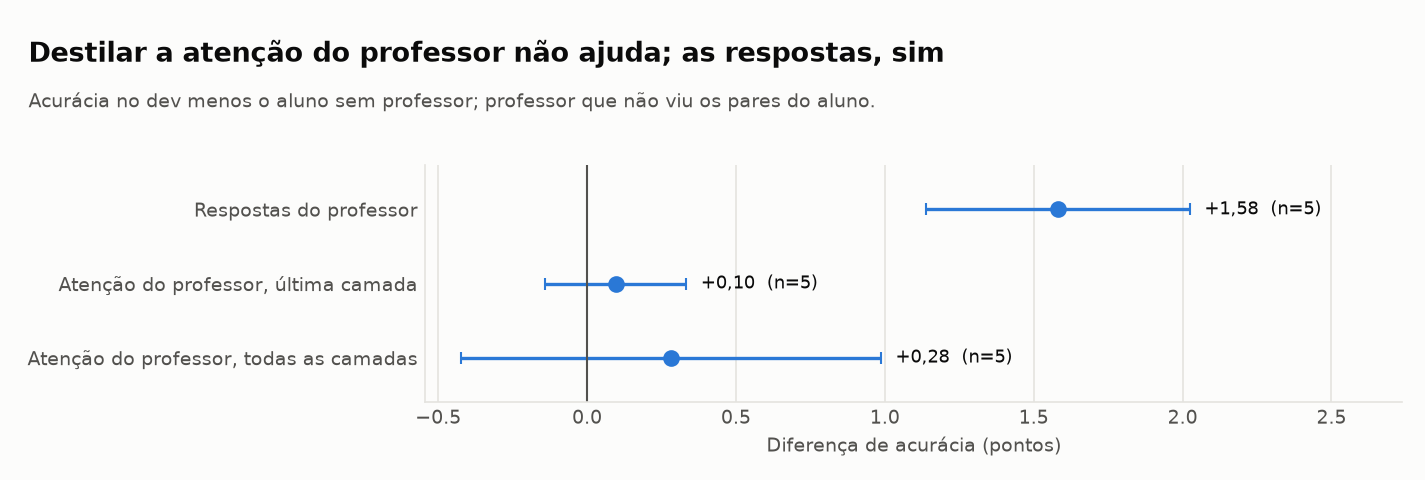 Destilar a atenção do professor não ajuda; as respostas, sim
Acurácia no dev menos o aluno sem professor; professor que não viu os pares do aluno.
Respostas do professor
+1,58 (n=5)
Atenção do professor, última camada
+0,10 (n=5)
Atenção do professor, todas as camadas
+0,28 (n=5)
−0.5 0.0 0.5 1.0 1.5 2.0 2.5
Diferença de acurácia (pontos)